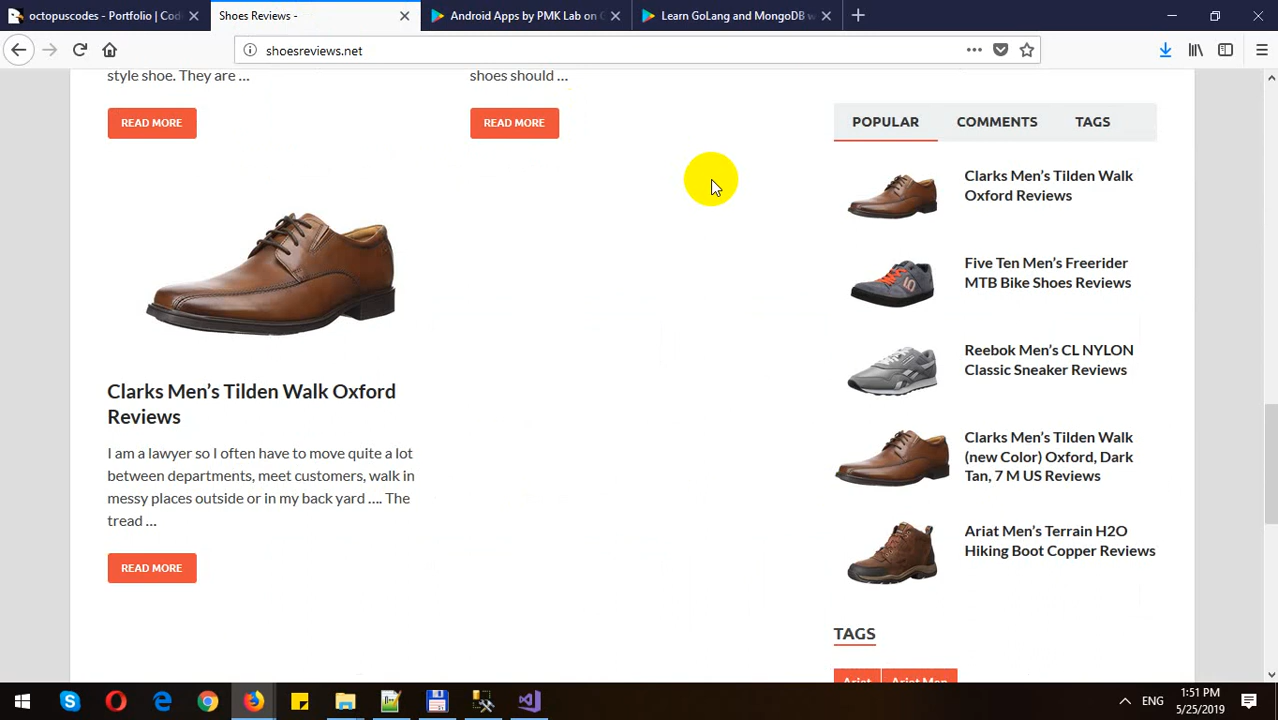 octopuscodes - Portfolio | Cod
Shoes Reviews -
Android Apps by PMK Lab on G
Learn GoLang and MongoDB w
shoesreviews.net
style shoe. They are ...
shoes should ...
READ MORE
READ MORE
Clarks Men’s Tilden Walk Oxford
Reviews
I am a lawyer so I often have to move quite a lot
between departments, meet customers, walk in
messy places outside or in my back yard .... The
tread ...
READ MORE
POPULAR
COMMENTS
TAGS
Clarks Men’s Tilden Walk
Oxford Reviews
Five Ten Men’s Freerider
MTB Bike Shoes Reviews
Reebok Men’s CL NYLON
Classic Sneaker Reviews
Clarks Men’s Tilden Walk
(new Color) Oxford, Dark
Tan, 7 M US Reviews
Ariat Men’s Terrain H2O
Hiking Boot Copper Reviews
TAGS
Ariat
Ariat Men
ENG
1:51 PM
5/25/2019